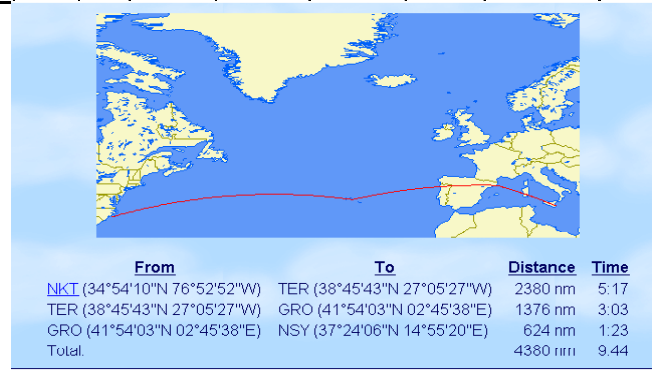 From To Distance Time
NKT (34°54'10"N 76°52'52"W) TER (38°45'43"N 27°05'27"W) 2380 nm 5:17
TER (38°45'43"N 27°05'27"W) GRO (41°54'03"N 02°45'38"E) 1376 nm 3:03
GRO (41°54'03"N 02°45'38"E) NSY (37°24'06"N 14°55'20"E) 624 nm 1:23
Total. 4380 nm 9.44